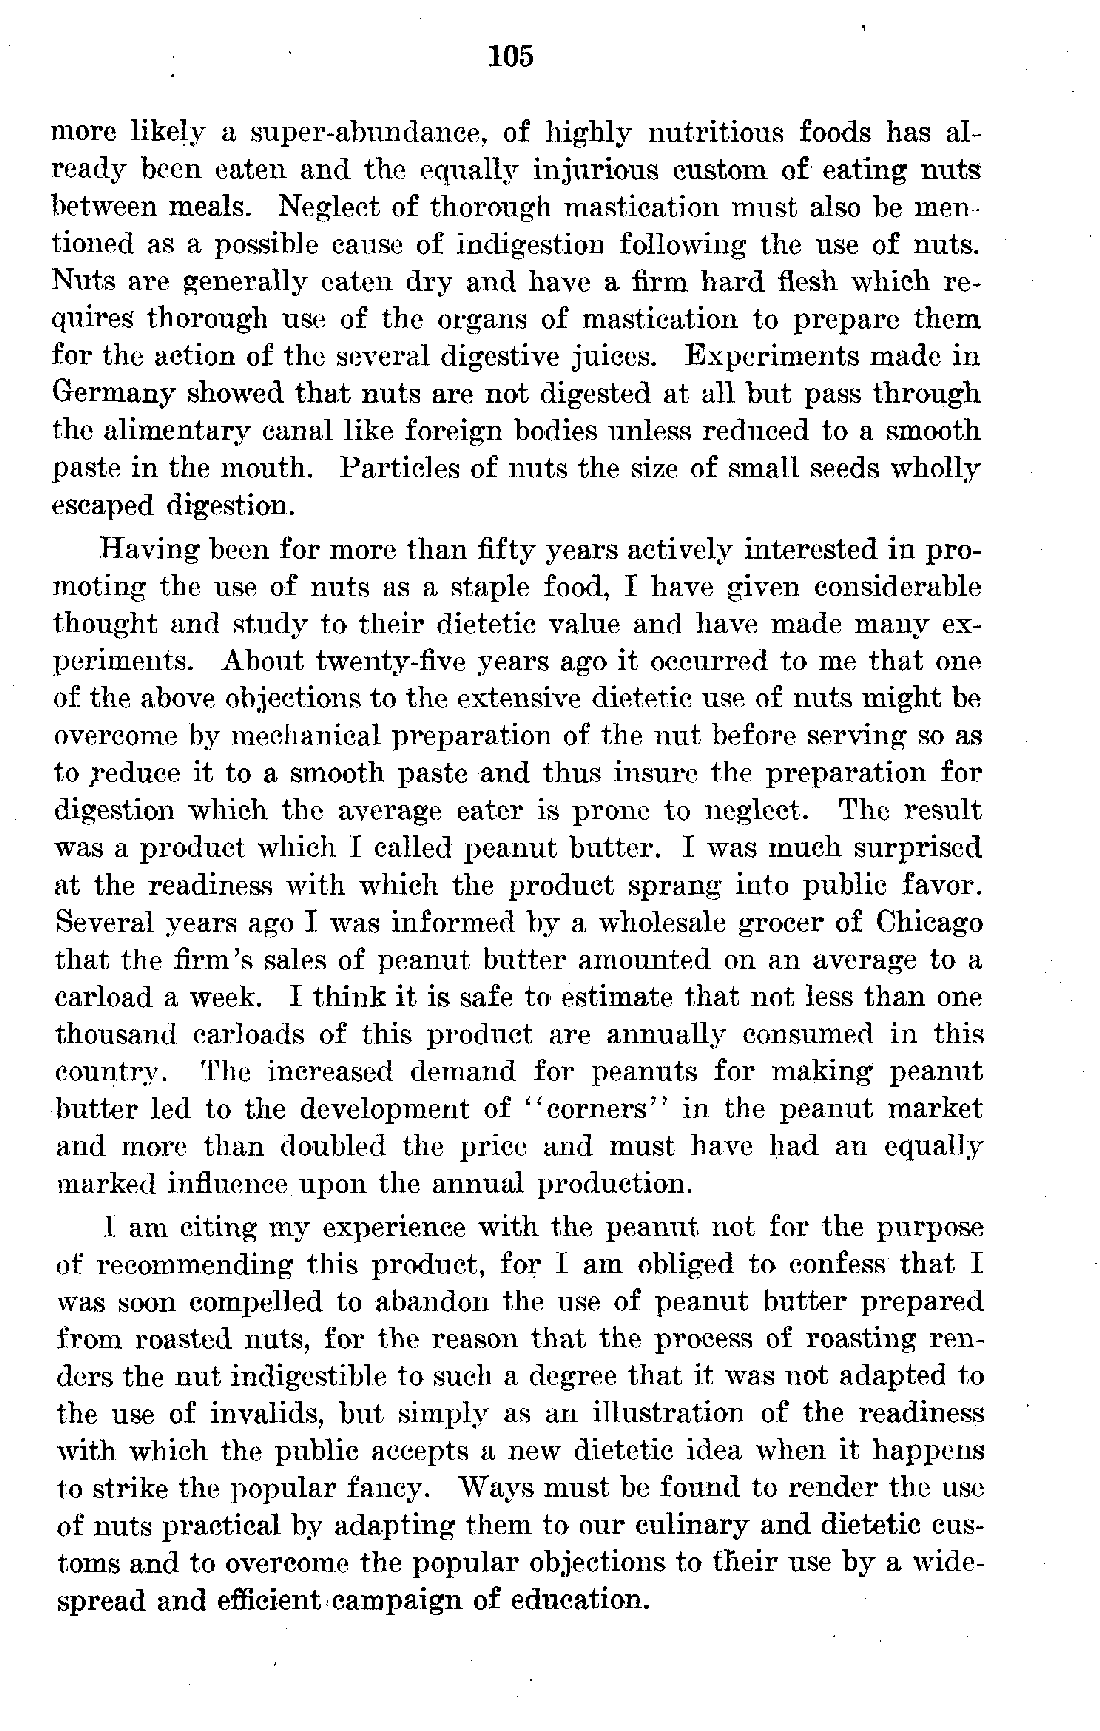 105
more likely a super-abundance, of highly nutritious foods has al-
ready been eaten and the equally injurious custom of eating nuts
between meals. Neglect of thorough mastication must also be men-
tioned as a possible cause of indigestion following the use of nuts.
Nuts are generally eaten dry and have a firm hard flesh which re-
quires thorough use of the organs of mastication to prepare them
for the action of the several digestive juices. Experiments made in
Germany showed that nuts are not digested at all but pass through
the alimentary canal like foreign bodies unless reduced to a smooth
paste in the mouth. Particles of nuts the size of small seeds wholly
escaped digestion.
Having been for more than fifty years actively interested in pro-
moting the use of nuts as a staple food, I have given considerable
thought and study to their dietetic value and have made many ex-
periments. About twenty-five years ago it occurred to me that one
of the above objections to the extensive dietetic use of nuts might be
overcome by mechanical preparation of the nut before serving so as
to reduce it to a smooth paste and thus insure the preparation for
digestion which the average eater is prone to neglect. The result
was a product which I called peanut butter. I was much surprised
at the readiness with which the product sprang into public favor.
Several years ago I was informed by a wholesale grocer of Chicago
that the firm's sales of peanut butter amounted on an average to a
carload a week. I think it is safe to estimate that not less than one
thousand carloads of this product are annually consumed in this
country. The increased demand for peanuts for making peanut
butter led to the development of "corners" in the peanut market
and more than doubled the price and must have had an equally
marked influence upon the annual production.
I am citing my experience with the peanut not for the purpose
of recommending this product, for I am obliged to confess that I
was soon compelled to abandon the use of peanut butter prepared
from roasted nuts, for the reason that the process of roasting ren-
ders the nut indigestible to such a degree that it was not adapted to
the use of invalids, but simply as an illustration of the readiness
with which the public accepts a new dietetic idea when it happens
to strike the popular fancy. Ways must be found to render the use
of nuts practical by adapting them to our culinary and dietetic cus-
toms and to overcome the popular objections to their use by a wide-
spread and efficient campaign of education.